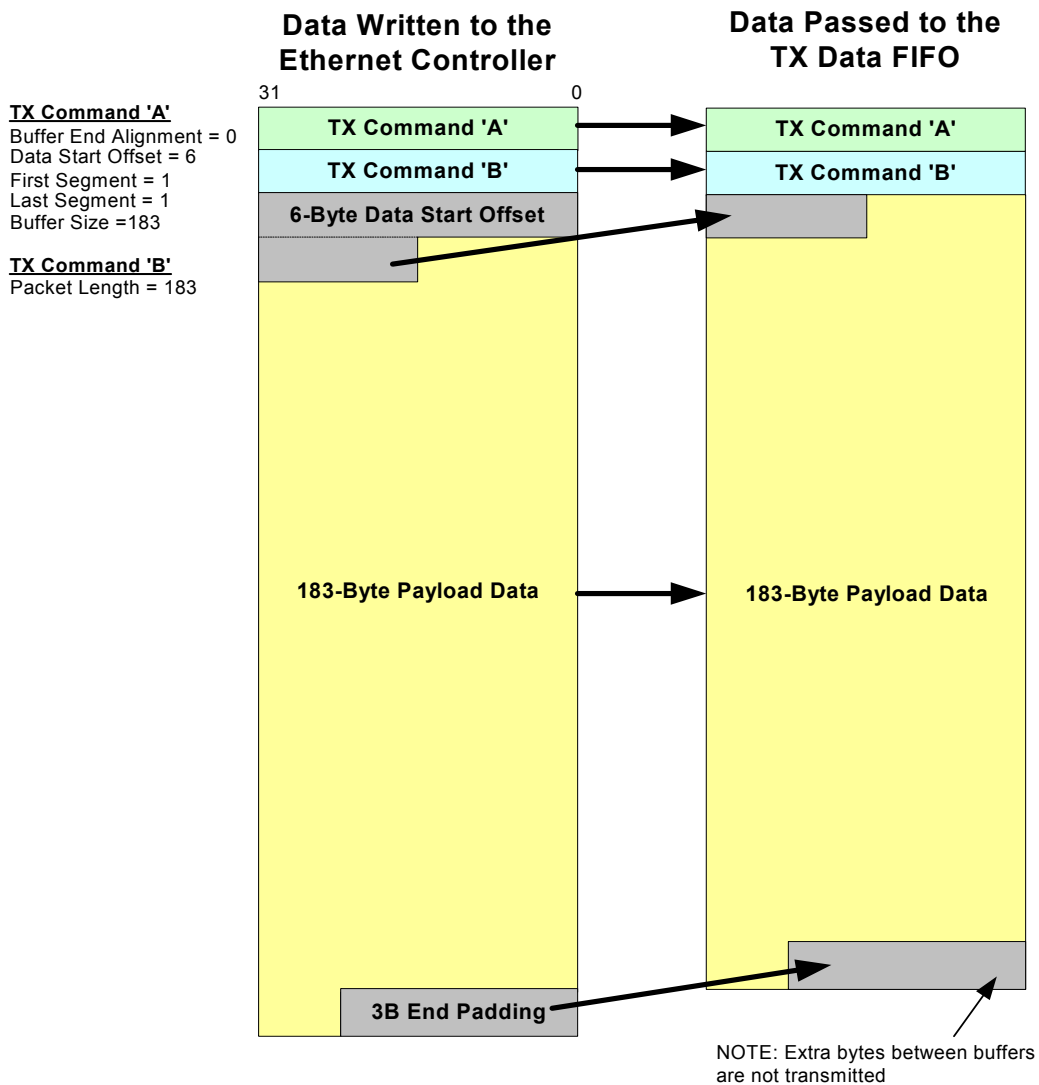 Data Written to the
Ethernet Controller
Data Passed to the
TX Data FIFO
31
0
TX Command 'A'
Buffer End Alignment = 0
Data Start Offset = 6
First Segment = 1
Last Segment = 1
Buffer Size =183
TX Command 'B'
Packet Length = 183
TX Command 'A'
TX Command 'B'
6-Byte Data Start Offset
183-Byte Payload Data
3B End Padding
TX Command 'A'
TX Command 'B'
183-Byte Payload Data
NOTE: Extra bytes between buffers
are not transmitted